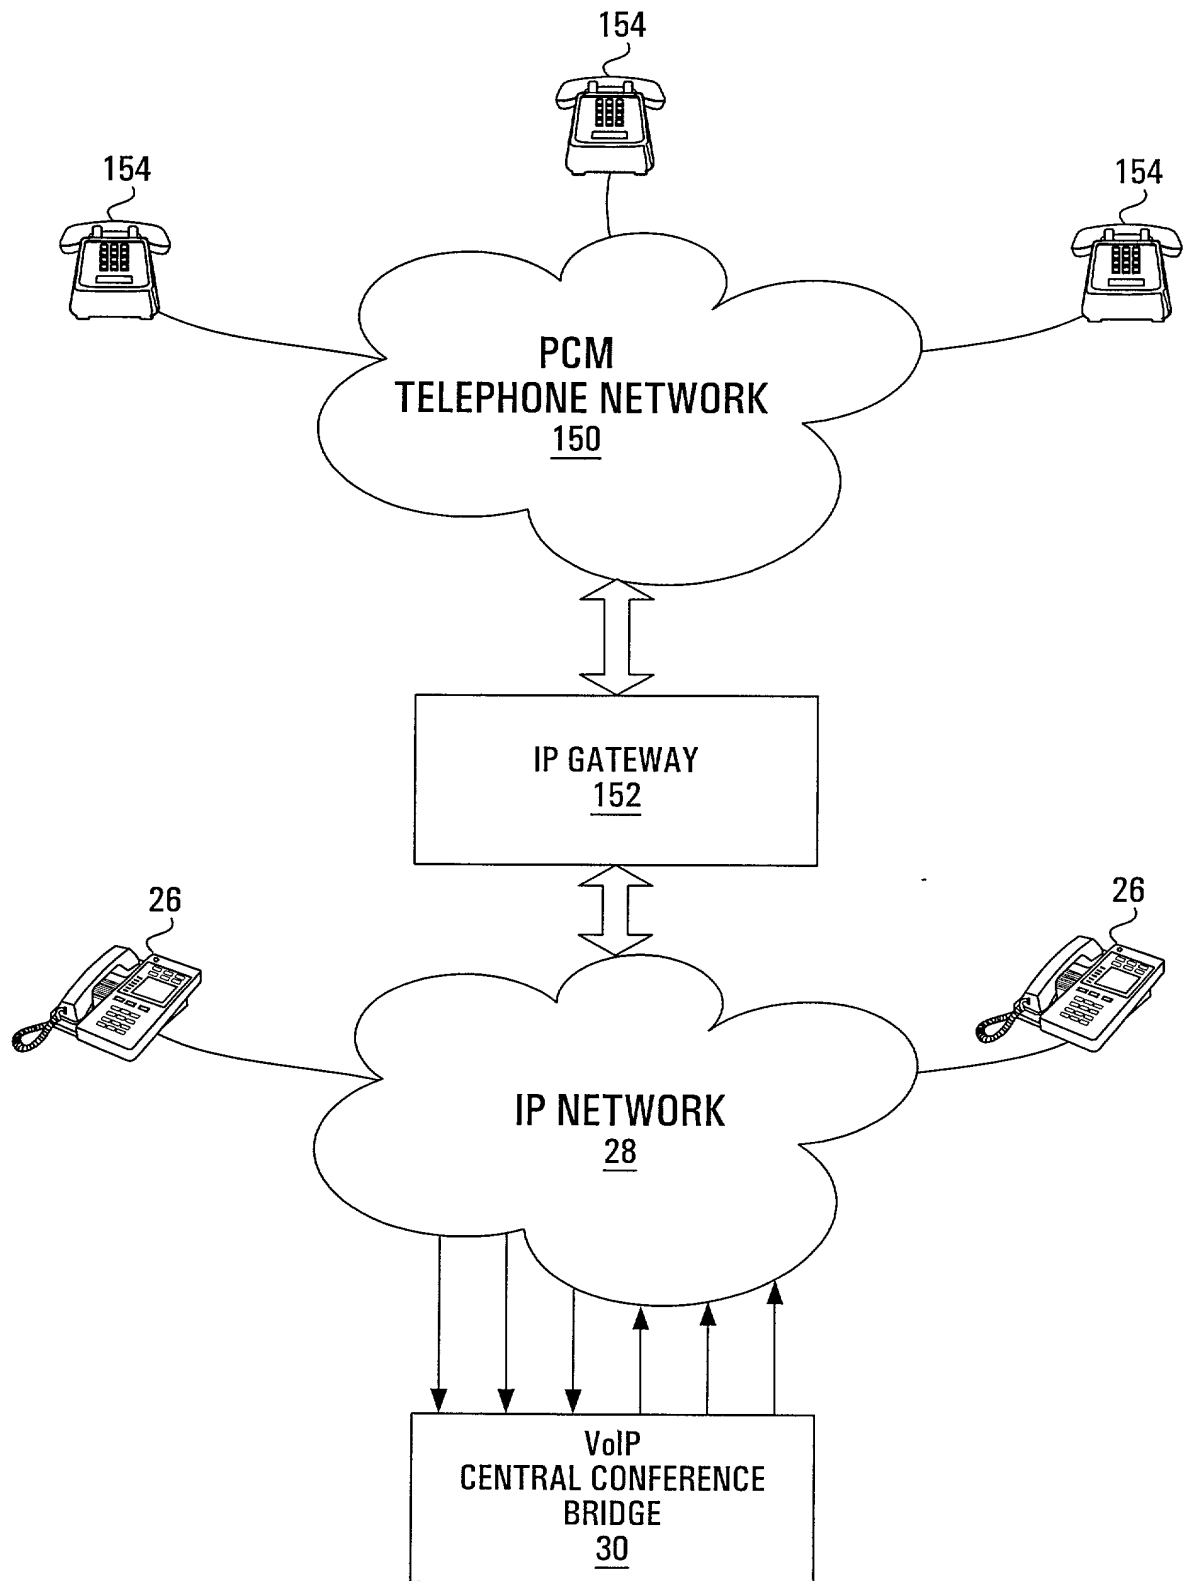 154
154
154
PCM
TELEPHONE NETWORK
150
IP GATEWAY
152
26
26
IP NETWORK
28
VoIP
CENTRAL CONFERENCE
BRIDGE
30